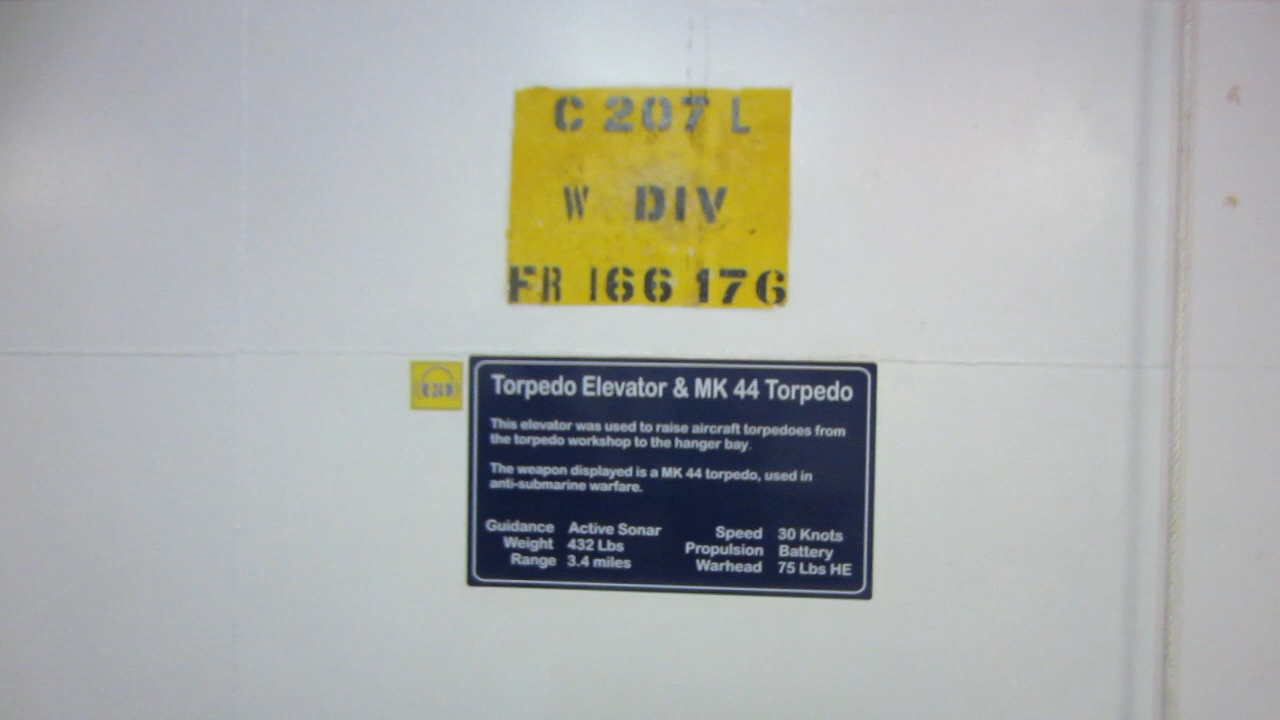 C 207 L
W DIV
FR 166 176
Torpedo Elevator & MK 44 Torpedo
This elevator was used to raise aircraft torpedoes from
the torpedo workshop to the hanger bay.
The weapon displayed is a MK 44 torpedo, used in
anti-submarine warfare.
Guidance Active Sonar Speed 30 Knots
Weight 432 Lbs Propulsion Battery
Range 3.4 miles Warhead 75 Lbs HE